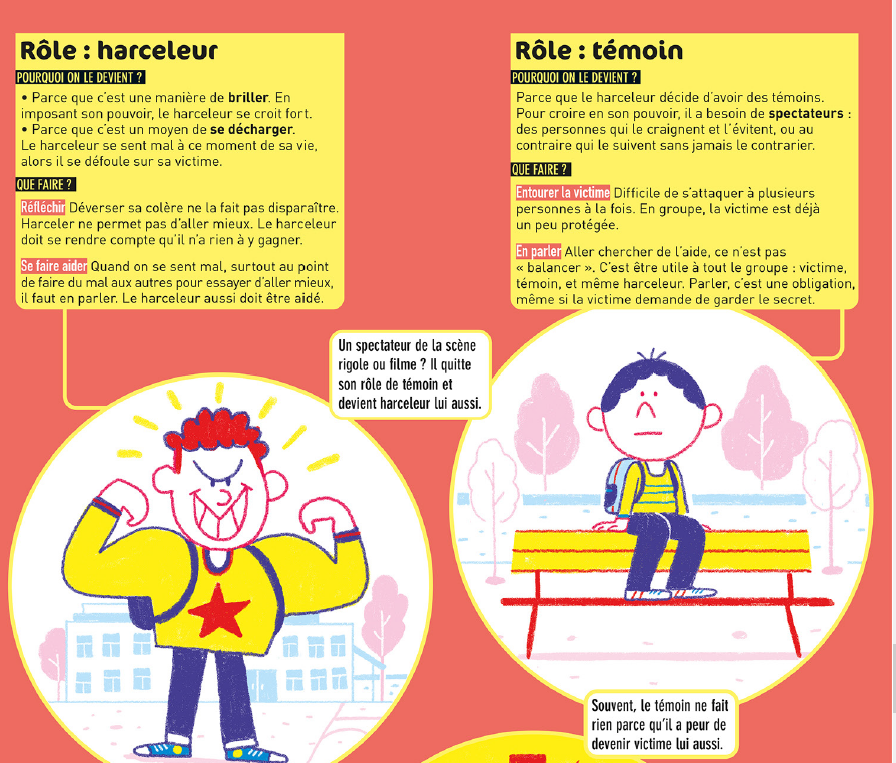 Rôle : harceleur
POURQUOI ON LE DEVIENT ?
• Parce que c'est une manière de briller. En
imposant son pouvoir, le harceleur se croit fort.
• Parce que c'est un moyen de se décharger.
Le harceleur se sent mal à ce moment de sa vie,
alors il se défoule sur sa victime.
QUE FAIRE ?
Réfléchir Déverser sa colère ne la fait pas disparaître.
Harceler ne permet pas d'aller mieux. Le harceleur
doit se rendre compte qu'il n'a rien à y gagner.
Se faire aider Quand on se sent mal, surtout au point
de faire du mal aux autres pour essayer d'aller mieux,
il faut en parler. Le harceleur aussi doit être aidé.
Rôle : témoin
POURQUOI ON LE DEVIENT ?
Parce que le harceleur décide d'avoir des témoins.
Pour croire en son pouvoir, il a besoin de spectateurs :
des personnes qui le craignent et l'évitent, ou au
contraire qui le suivent sans jamais le contrarier.
QUE FAIRE ?
Entourer la victime Difficile de s'attaquer à plusieurs
personnes à la fois. En groupe, la victime est déjà
un peu protégée.
En parler Aller chercher de l'aide, ce n'est pas
« balancer ». C'est être utile à tout le groupe : victime,
témoin, et même harceleur. Parler, c'est une obligation,
même si la victime demande de garder le secret.
Un spectateur de la scène
rigole ou filme ? Il quitte
son rôle de témoin et
devient harceleur lui aussi.
Souvent, le témoin ne fait
rien parce qu'il a peur de
devenir victime lui aussi.